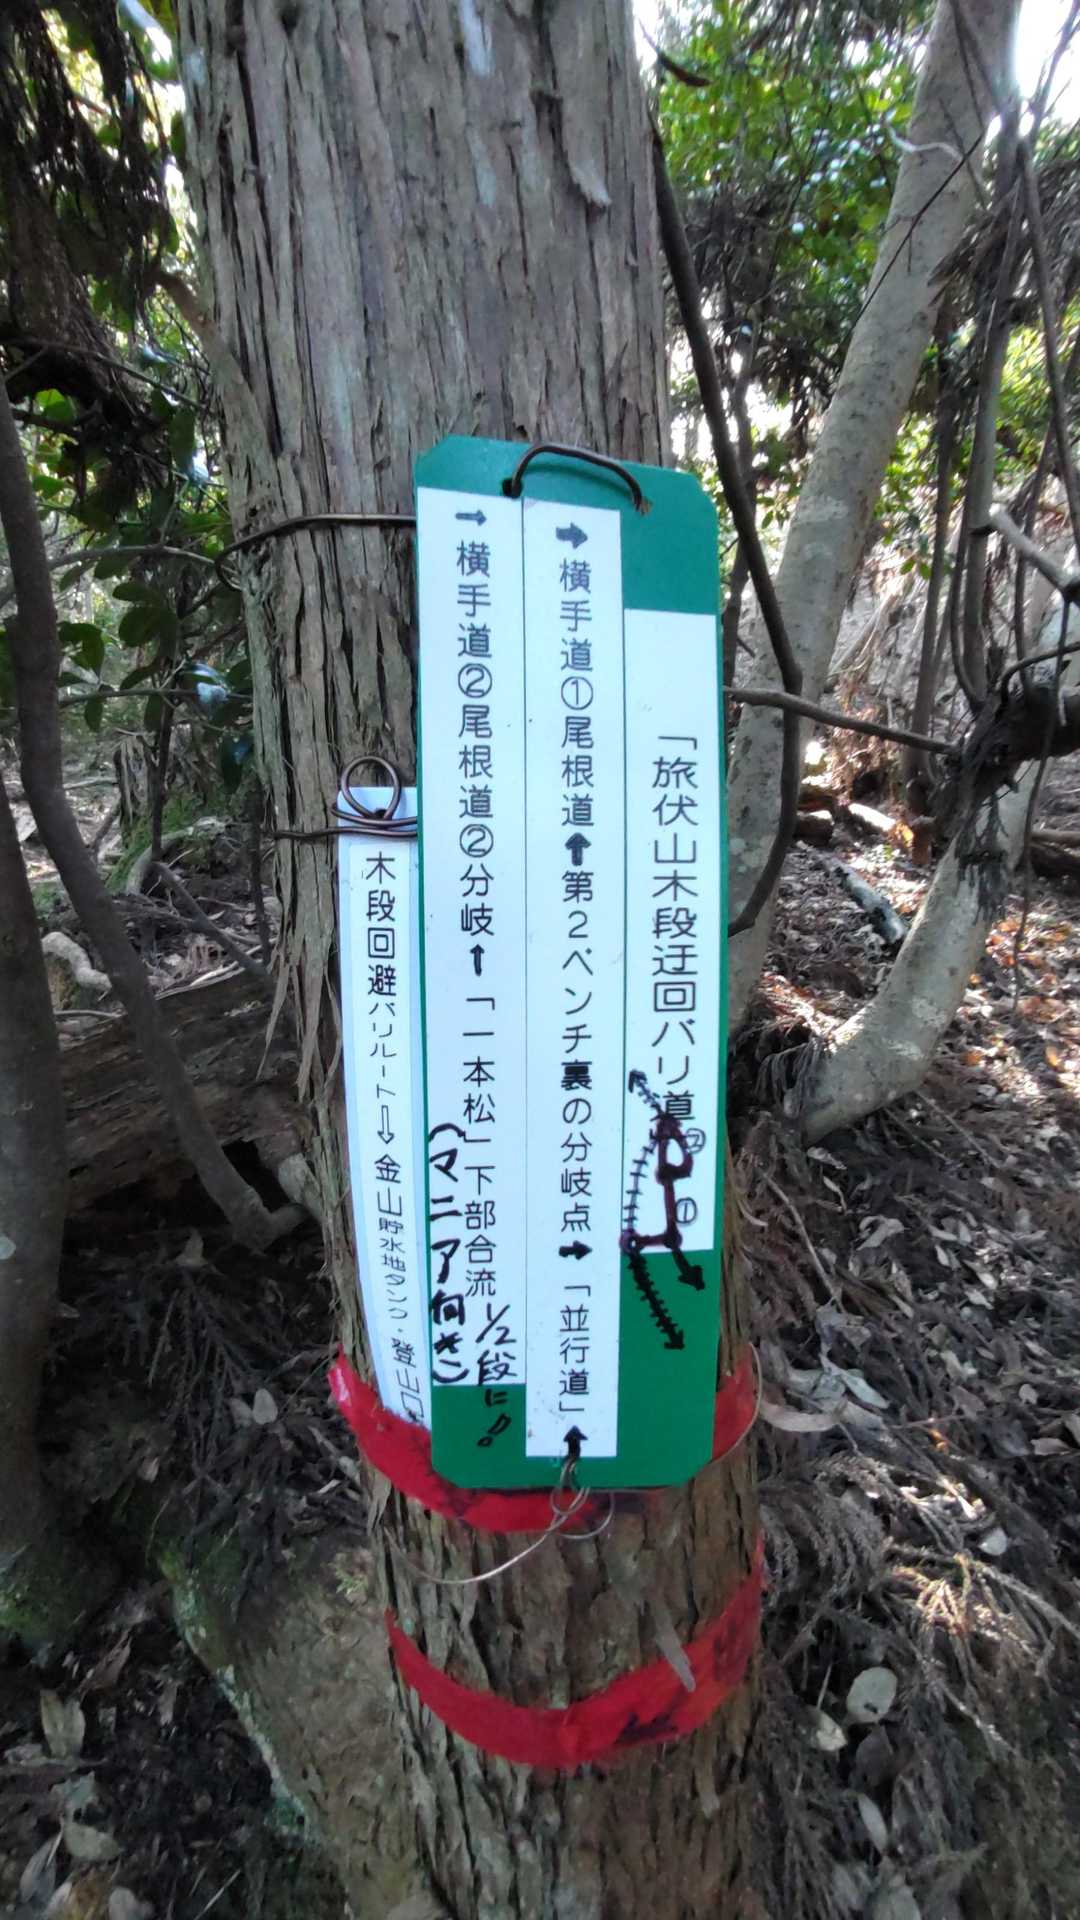 「旅伏山木段迂回バリ道
②
①
➡横手道①尾根道⬆第2ベンチ裏の分岐点➡「並行道」⬆
→横手道②尾根道②分岐↑「一本松」下部合流
1/2段に!
(マニア向き)
木段回避バリルート⇨金山貯水地タンク・登山口